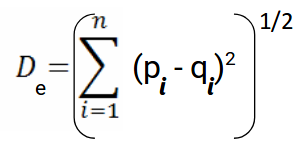 D_e = ( ∑_{i=1}^{n} (p_i - q_i)² )^{1/2}